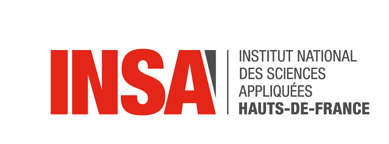 INSA
INSTITUT NATIONAL
DES SCIENCES
APPLIQUÉES
HAUTS-DE-FRANCE